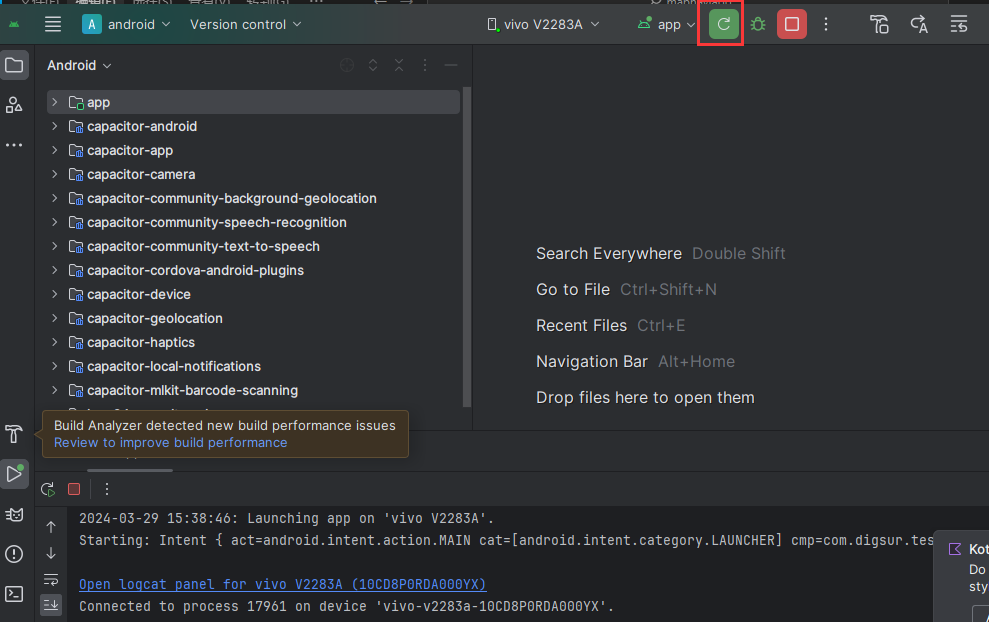 A android
Version control
vivo V2283A
app
Android
app
capacitor-android
capacitor-app
capacitor-camera
capacitor-community-background-geolocation
capacitor-community-speech-recognition
capacitor-community-text-to-speech
capacitor-cordova-android-plugins
capacitor-device
capacitor-geolocation
capacitor-haptics
capacitor-local-notifications
capacitor-mlkit-barcode-scanning
Search Everywhere Double Shift
Go to File Ctrl+Shift+N
Recent Files Ctrl+E
Navigation Bar Alt+Home
Drop files here to open them
Build Analyzer detected new build performance issues
Review to improve build performance
2024-03-29 15:38:46: Launching app on 'vivo V2283A'.
Starting: Intent { act=android.intent.action.MAIN cat=[android.intent.category.LAUNCHER] cmp=com.digsur.tes
Open logcat panel for vivo V2283A (10CD8P0RDA000YX)
Connected to process 17961 on device 'vivo-v2283a-10CD8P0RDA000YX'.
Kot
Do
sty